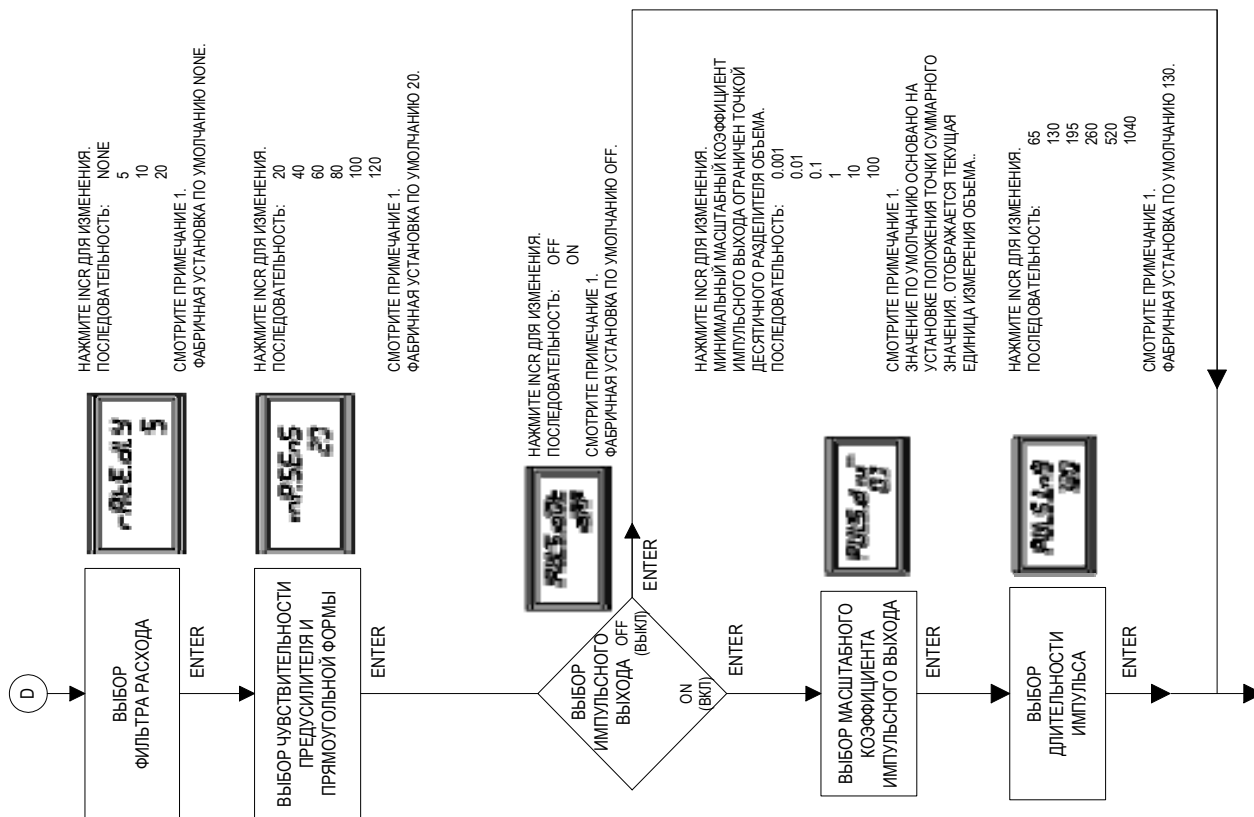 D
ВЫБОР
ФИЛЬТРА РАСХОДА
rAtE.dLY
5
НАЖМИТЕ INCR ДЛЯ ИЗМЕНЕНИЯ.
ПОСЛЕДОВАТЕЛЬНОСТЬ: NONE
5
10
20
СМОТРИТЕ ПРИМЕЧАНИЕ 1.
ФАБРИЧНАЯ УСТАНОВКА ПО УМОЛЧАНИЮ NONE.
ENTER
ВЫБОР ЧУВСТВИТЕЛЬНОСТИ
ПРЕДУСИЛИТЕЛЯ И
ПРЯМОУГОЛЬНОЙ ФОРМЫ
20
НАЖМИТЕ INCR ДЛЯ ИЗМЕНЕНИЯ.
ПОСЛЕДОВАТЕЛЬНОСТЬ: 20
40
60
80
100
120
СМОТРИТЕ ПРИМЕЧАНИЕ 1.
ФАБРИЧНАЯ УСТАНОВКА ПО УМОЛЧАНИЮ 20.
ENTER
ВЫБОР
ИМПУЛЬСНОГО
ВЫХОДА
OFF
(ВЫКЛ)
ON
(ВКЛ)
НАЖМИТЕ INCR ДЛЯ ИЗМЕНЕНИЯ.
ПОСЛЕДОВАТЕЛЬНОСТЬ: OFF
ON
СМОТРИТЕ ПРИМЕЧАНИЕ 1.
ФАБРИЧНАЯ УСТАНОВКА ПО УМОЛЧАНИЮ OFF.
ENTER
ENTER
ВЫБОР МАСШТАБНОГО
КОЭФФИЦИЕНТА
ИМПУЛЬСНОГО ВЫХОДА
НАЖМИТЕ INCR ДЛЯ ИЗМЕНЕНИЯ.
МИНИМАЛЬНЫЙ МАСШТАБНЫЙ КОЭФФИЦИЕНТ
ИМПУЛЬСНОГО ВЫХОДА ОГРАНИЧЕН ТОЧКОЙ
ДЕСЯТИЧНОГО РАЗДЕЛИТЕЛЯ ОБЪЕМА.
ПОСЛЕДОВАТЕЛЬНОСТЬ: 0.001
0.01
0.1
1
10
100
СМОТРИТЕ ПРИМЕЧАНИЕ 1.
ЗНАЧЕНИЕ ПО УМОЛЧАНИЮ ОСНОВАНО НА
УСТАНОВКЕ ПОЛОЖЕНИЯ ТОЧКИ СУММАРНОГО
ЗНАЧЕНИЯ. ОТОБРАЖАЕТСЯ ТЕКУЩАЯ
ЕДИНИЦА ИЗМЕРЕНИЯ ОБЪЕМА..
ENTER
ВЫБОР
ДЛИТЕЛЬНОСТИ
ИМПУЛЬСА
НАЖМИТЕ INCR ДЛЯ ИЗМЕНЕНИЯ.
ПОСЛЕДОВАТЕЛЬНОСТЬ: 65
130
195
260
520
1040
СМОТРИТЕ ПРИМЕЧАНИЕ 1.
ФАБРИЧНАЯ УСТАНОВКА ПО УМОЛЧАНИЮ 130.
ENTER